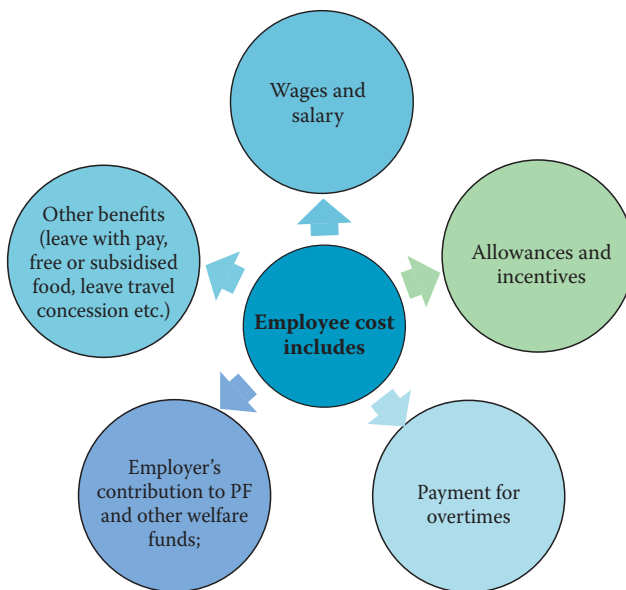 Wages and
salary
Other benefits
(leave with pay,
free or subsidised
food, leave travel
concession etc.)
Allowances and
incentives
Employee cost
includes
Employer's
contribution to PF
and other welfare
funds;
Payment for
overtimes